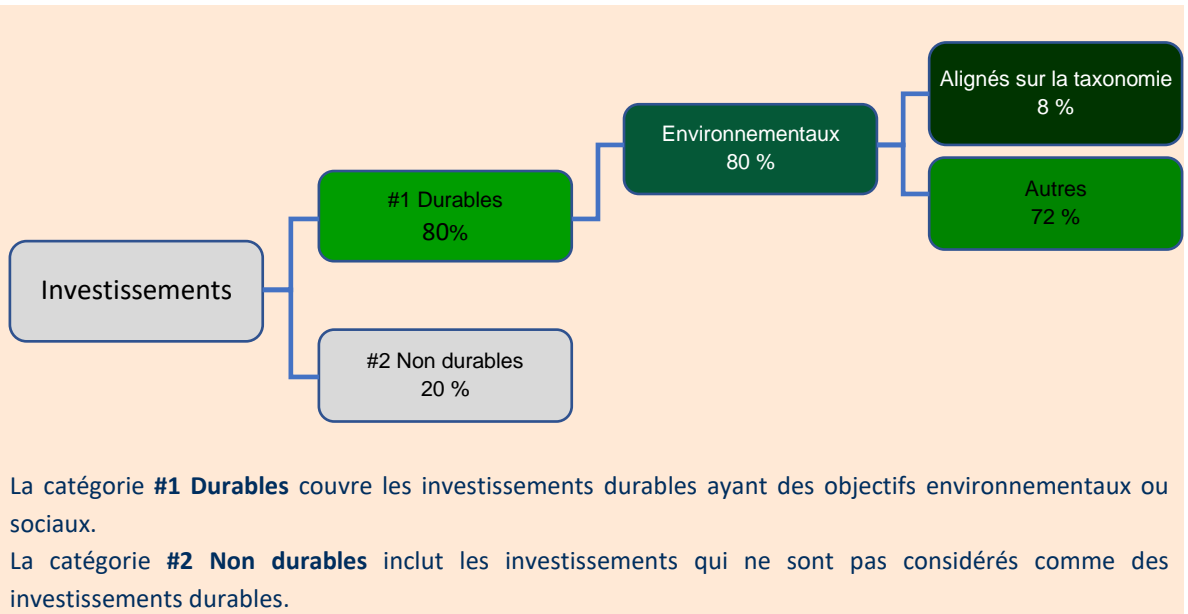 Alignés sur la taxonomie
8 %
Environnementaux
80 %
Autres
72 %
#1 Durables
80%
Investissements
#2 Non durables
20 %
La catégorie #1 Durables couvre les investissements durables ayant des objectifs environnementaux ou
sociaux.
La catégorie #2 Non durables inclut les investissements qui ne sont pas considérés comme des
investissements durables.